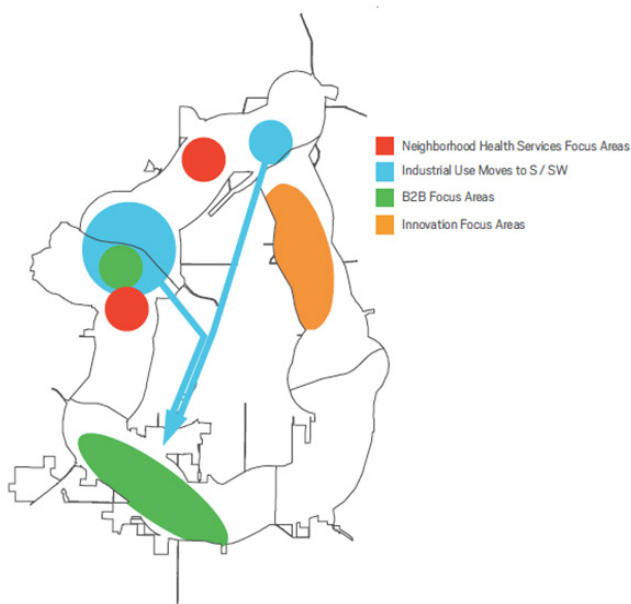 Neighborhood Health Services Focus Areas
Industrial Use Moves to S / SW
B2B Focus Areas
Innovation Focus Areas